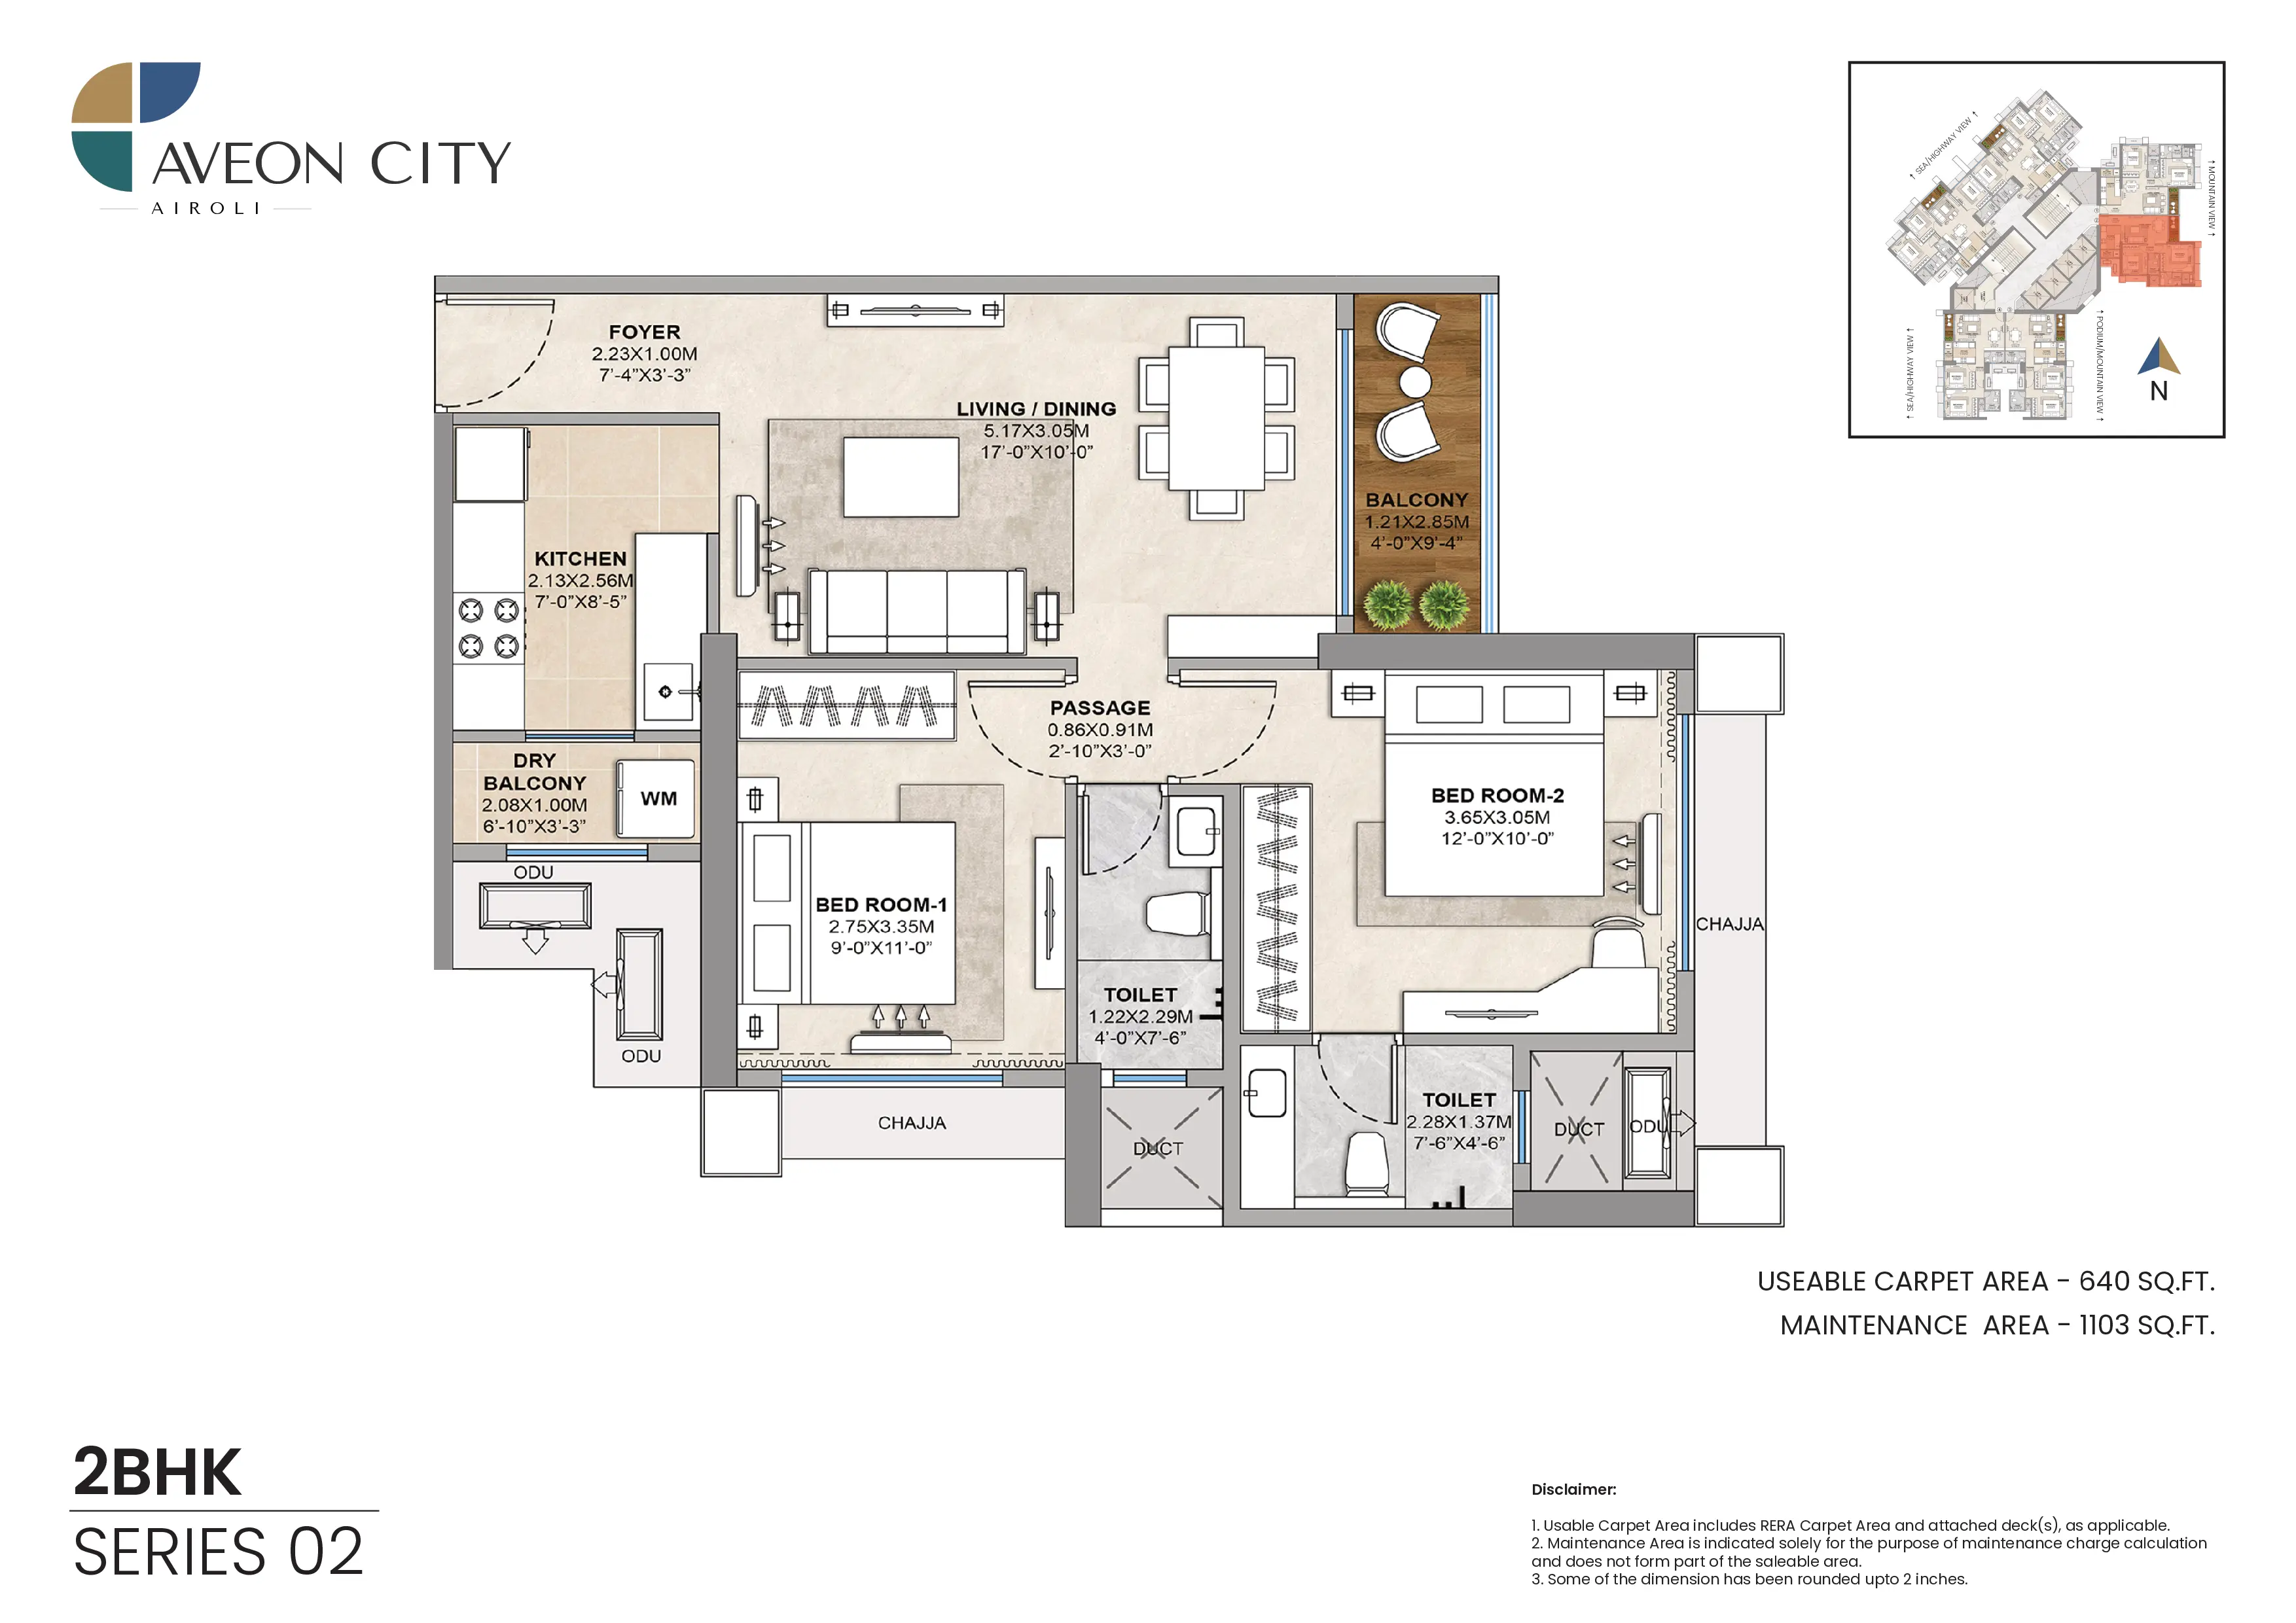 AVEON CITY
AIROLI
↑ SEA/HIGHWAY VIEW ↑
↑ MOUNTAIN VIEW ↑
↑ SEA/HIGHWAY VIEW ↑
↑ PODIUM/MOUNTAIN VIEW ↑
N
FOYER
2.23X1.00M
7'-4"X3'-3"
LIVING / DINING
5.17X3.05M
17'-0"X10'-0"
BALCONY
1.21X2.85M
4'-0"X9'-4"
KITCHEN
2.13X2.56M
7'-0"X8'-5"
PASSAGE
0.86X0.91M
2'-10"X3'-0"
DRY
BALCONY
2.08X1.00M
6'-10"X3'-3"
WM
BED ROOM-2
3.65X3.05M
12'-0"X10'-0"
ODU
BED ROOM-1
2.75X3.35M
9'-0"X11'-0"
CHAJJA
TOILET
1.22X2.29M
4'-0"X7'-6"
ODU
CHAJJA
DUCT
TOILET
2.28X1.37M
7'-6"X4'-6"
DUCT
ODU
USEABLE CARPET AREA - 640 SQ.FT.
MAINTENANCE AREA - 1103 SQ.FT.
2BHK
SERIES 02
Disclaimer:
1. Usable Carpet Area includes RERA Carpet Area and attached deck(s), as applicable.
2. Maintenance Area is indicated solely for the purpose of maintenance charge calculation
and does not form part of the saleable area.
3. Some of the dimension has been rounded upto 2 inches.